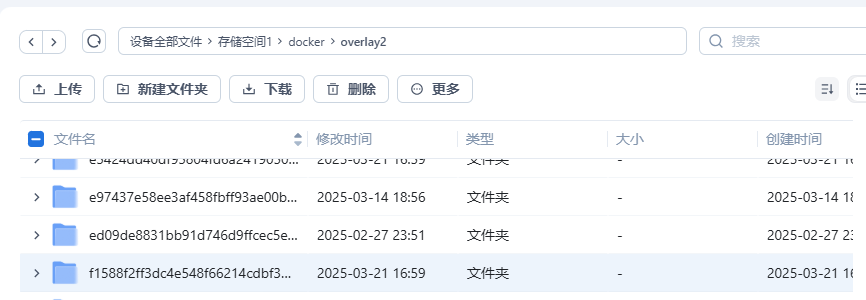 设备全部文件 > 存储空间1 > docker > overlay2 搜索
上传 新建文件夹 下载 删除 更多
文件名 修改时间 类型 大小 创建时间
2025-03-21 16:59 文件夹 - 2025-03-21 16
e97437e58ee3af458fbff93ae00b... 2025-03-14 18:56 文件夹 - 2025-03-14 18
ed09de8831bb91d746d9ffcec5e... 2025-02-27 23:51 文件夹 - 2025-02-27 23
f1588f2ff3dc4e548f66214cdbf3... 2025-03-21 16:59 文件夹 - 2025-03-21 16